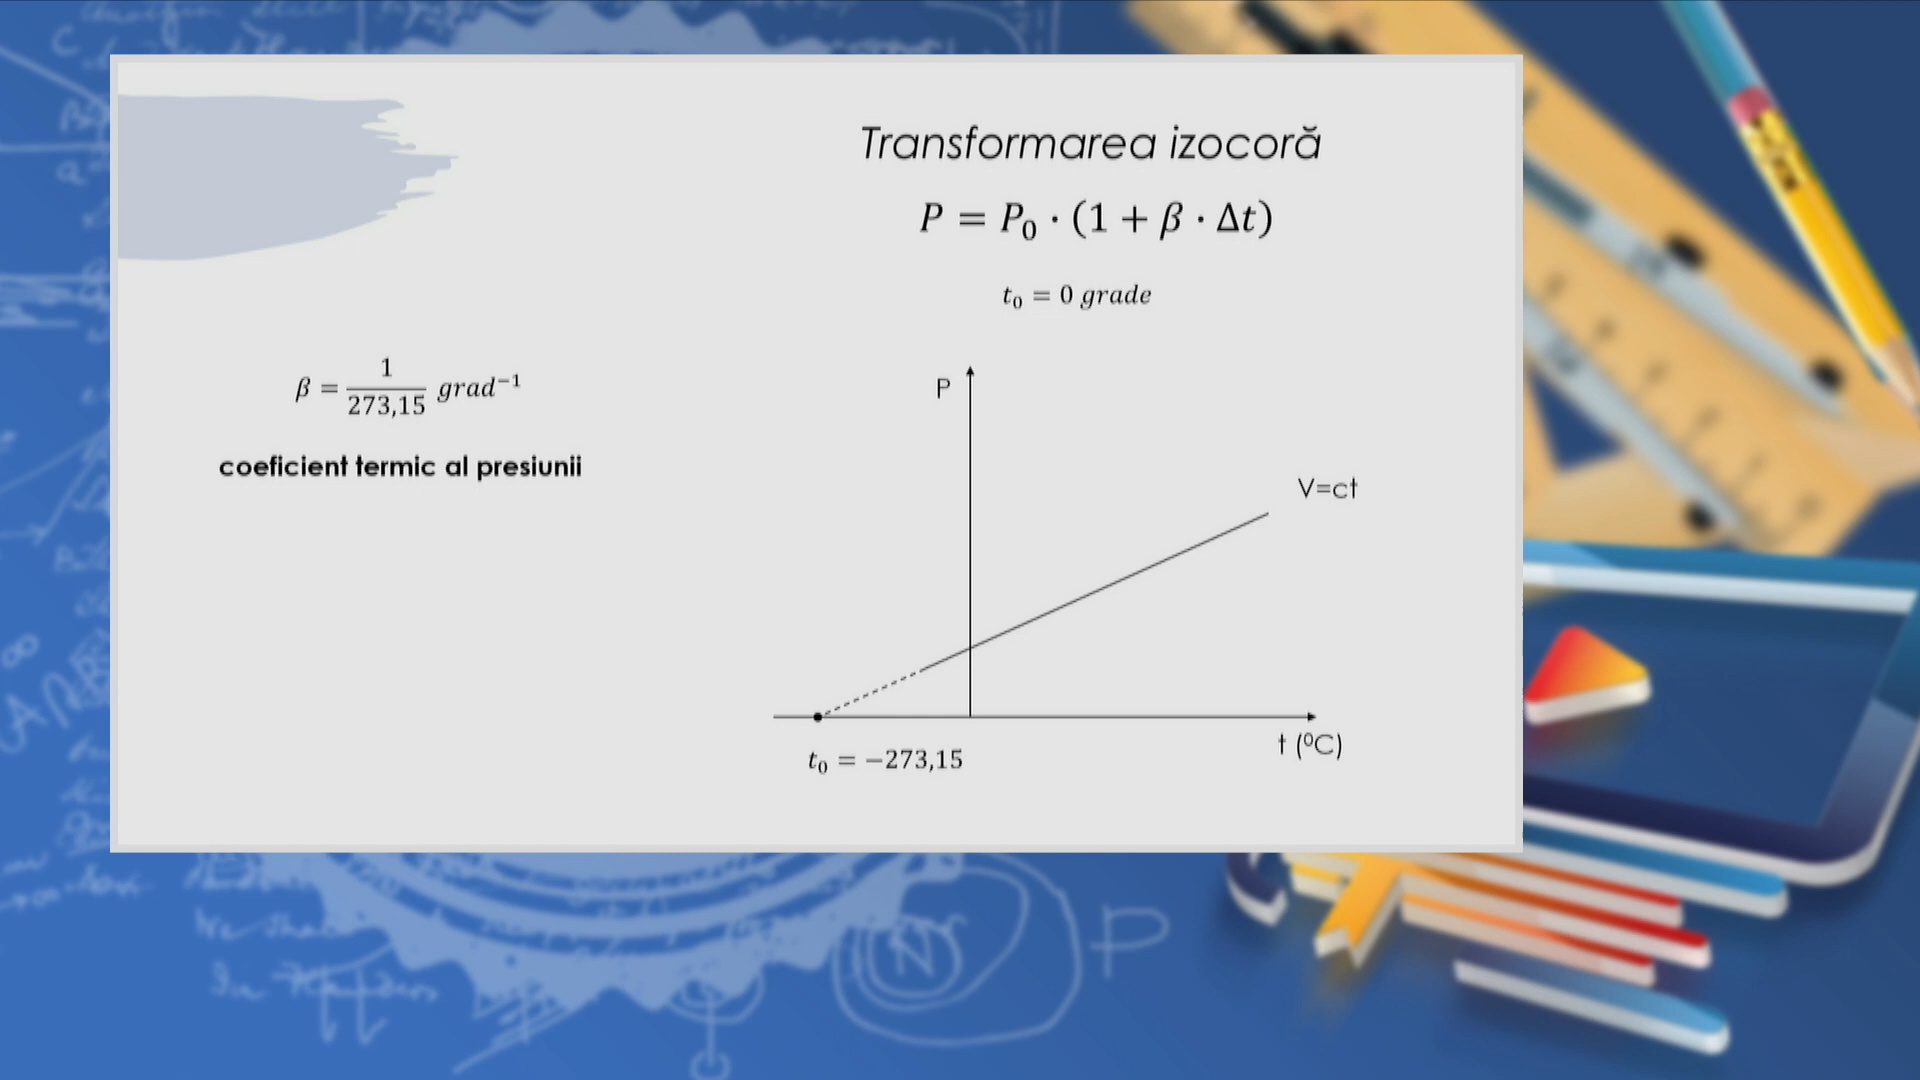 Transformarea izocoră
P = P₀ · (1 + β · Δt)
t₀ = 0 grade
β = 1/273,15 grad⁻¹
coeficient termic al presiunii
P
V=ct
t₀ = −273,15
t (⁰C)
P